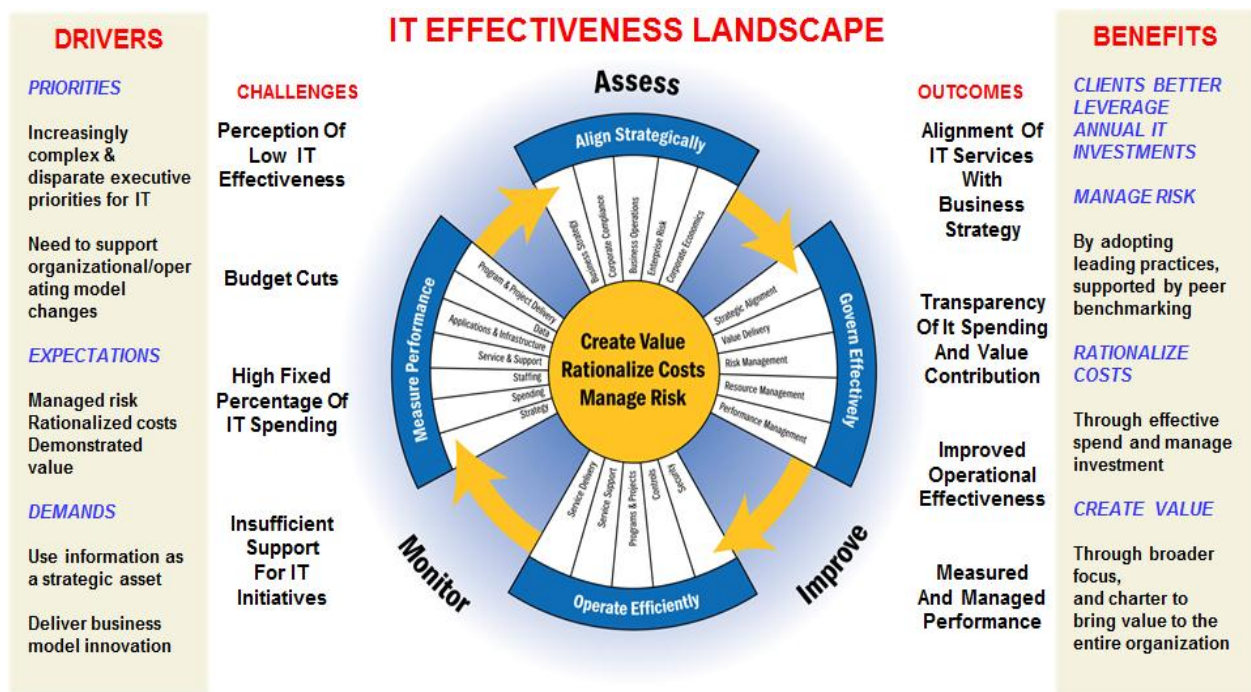 IT EFFECTIVENESS LANDSCAPE
DRIVERS
PRIORITIES
Increasingly
complex &
disparate executive
priorities for IT
Need to support
organizational/oper
ating model
changes
EXPECTATIONS
Managed risk
Rationalized costs
Demonstrated
value
DEMANDS
Use information as
a strategic asset
Deliver business
model innovation
CHALLENGES
Perception Of
Low IT
Effectiveness
Budget Cuts
High Fixed
Percentage Of
IT Spending
Insufficient
Support
For IT
Initiatives
Assess
Align Strategically
Business Strategy
Corporate Compliance
Business Operations
Enterprise Risk
Corporate Economics
Govern Effectively
Strategic Alignment
Value Delivery
Risk Management
Resource Management
Performance Management
Improve
Operate Efficiently
Service Delivery
Service Support
Programs & Projects
Controls
Security
Monitor
Measure Performance
Program & Project Delivery
Data
Applications & Infrastructure
Service & Support
Staffing
Spending
Strategy
Create Value
Rationalize Costs
Manage Risk
OUTCOMES
Alignment Of
IT Services
With
Business
Strategy
Transparency
Of It Spending
And Value
Contribution
Improved
Operational
Effectiveness
Measured
And Managed
Performance
BENEFITS
CLIENTS BETTER
LEVERAGE
ANNUAL IT
INVESTMENTS
MANAGE RISK
By adopting
leading practices,
supported by peer
benchmarking
RATIONALIZE
COSTS
Through effective
spend and manage
investment
CREATE VALUE
Through broader
focus,
and charter to
bring value to the
entire organization